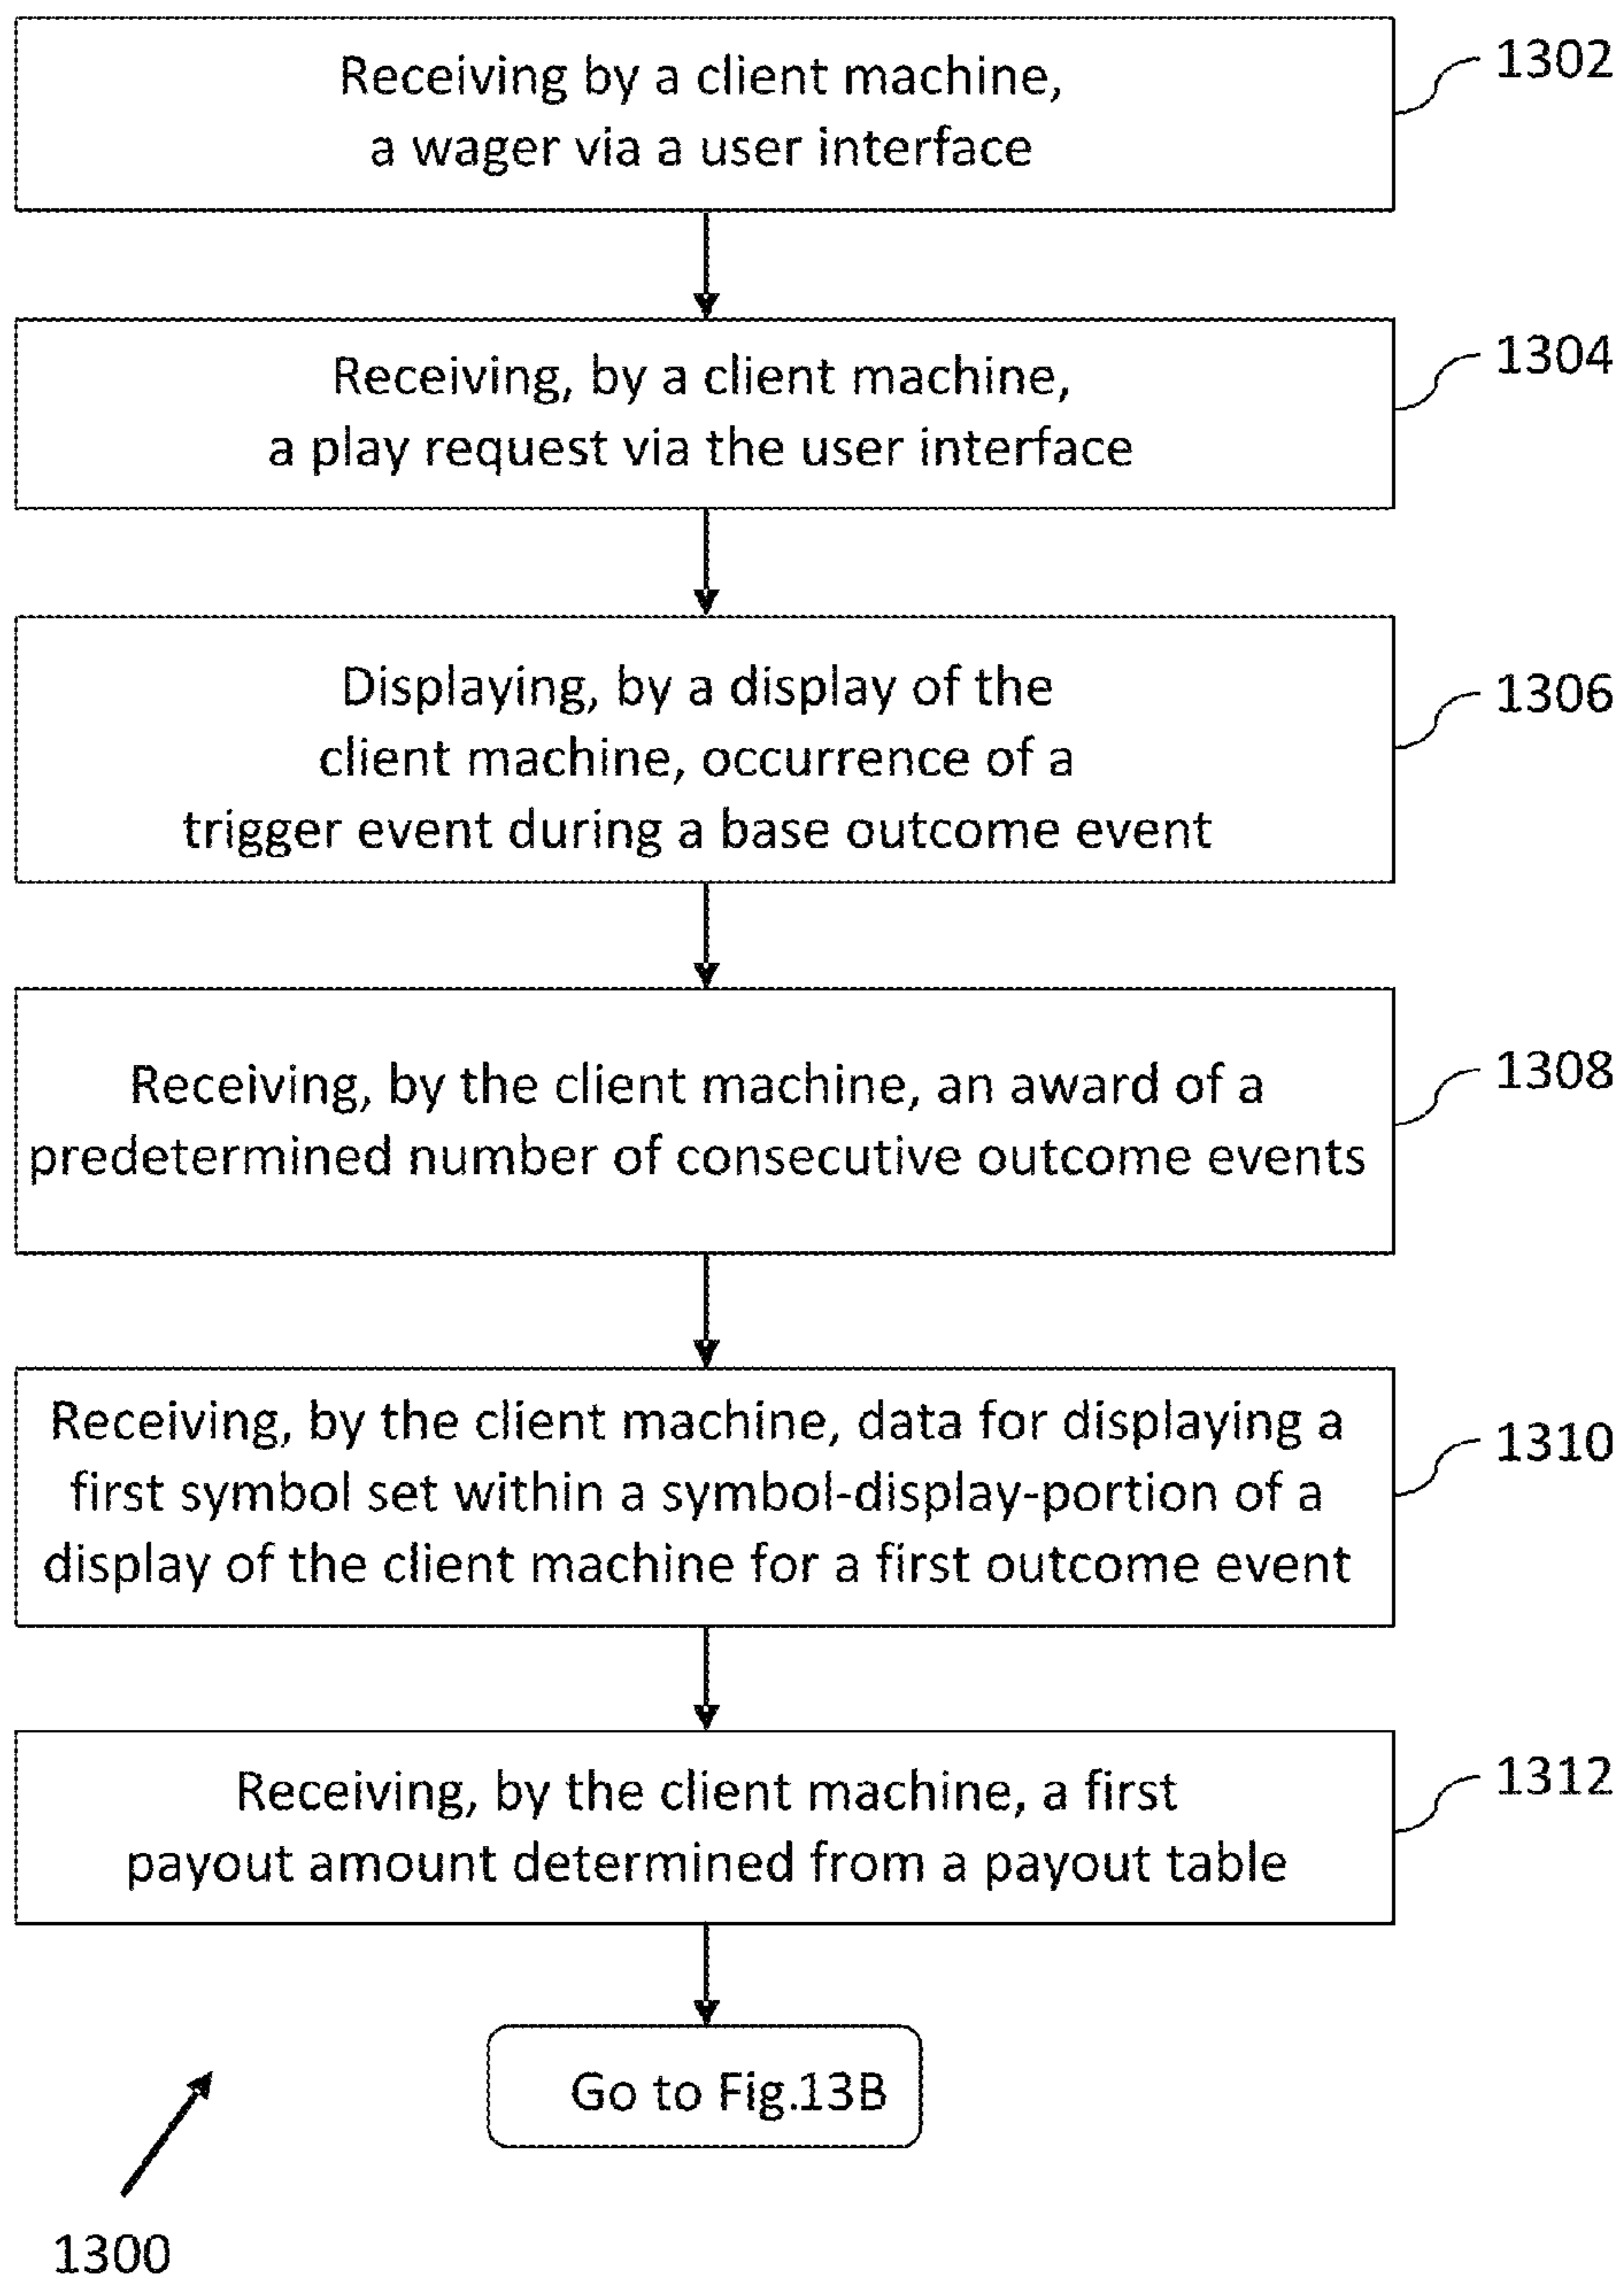 Receiving by a client machine,
a wager via a user interface
1302
Receiving, by a client machine,
a play request via the user interface
1304
Displaying, by a display of the
client machine, occurrence of a
trigger event during a base outcome event
1306
Receiving, by the client machine, an award of a
predetermined number of consecutive outcome events
1308
Receiving, by the client machine, data for displaying a
first symbol set within a symbol-display-portion of a
display of the client machine for a first outcome event
1310
Receiving, by the client machine, a first
payout amount determined from a payout table
1312
Go to Fig.13B
1300